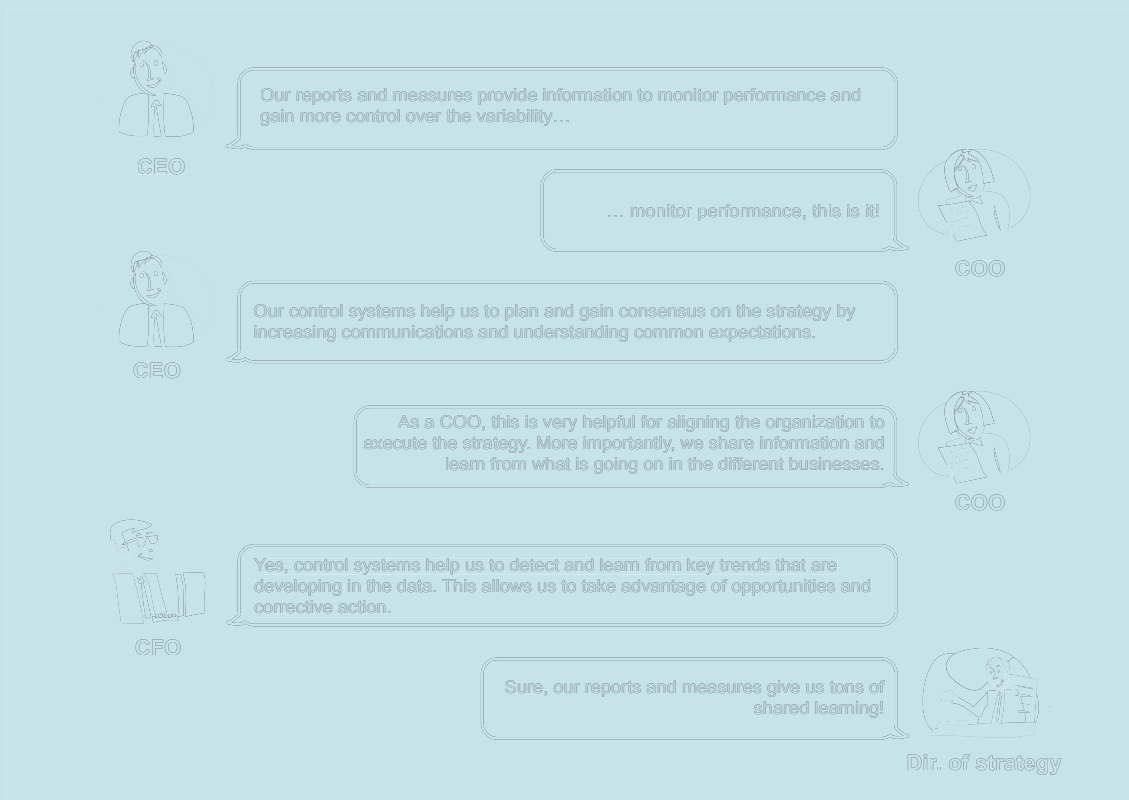 Our reports and measures provide information to monitor performance and
gain more control over the variability…
CEO
… monitor performance, this is it!
COO
Our control systems help us to plan and gain consensus on the strategy by
increasing communications and understanding common expectations.
CEO
As a COO, this is very helpful for aligning the organization to
execute the strategy. More importantly, we share information and
learn from what is going on in the different businesses.
COO
Yes, control systems help us to detect and learn from key trends that are
developing in the data. This allows us to take advantage of opportunities and
corrective action.
CFO
Sure, our reports and measures give us tons of
shared learning!
Dir. of strategy